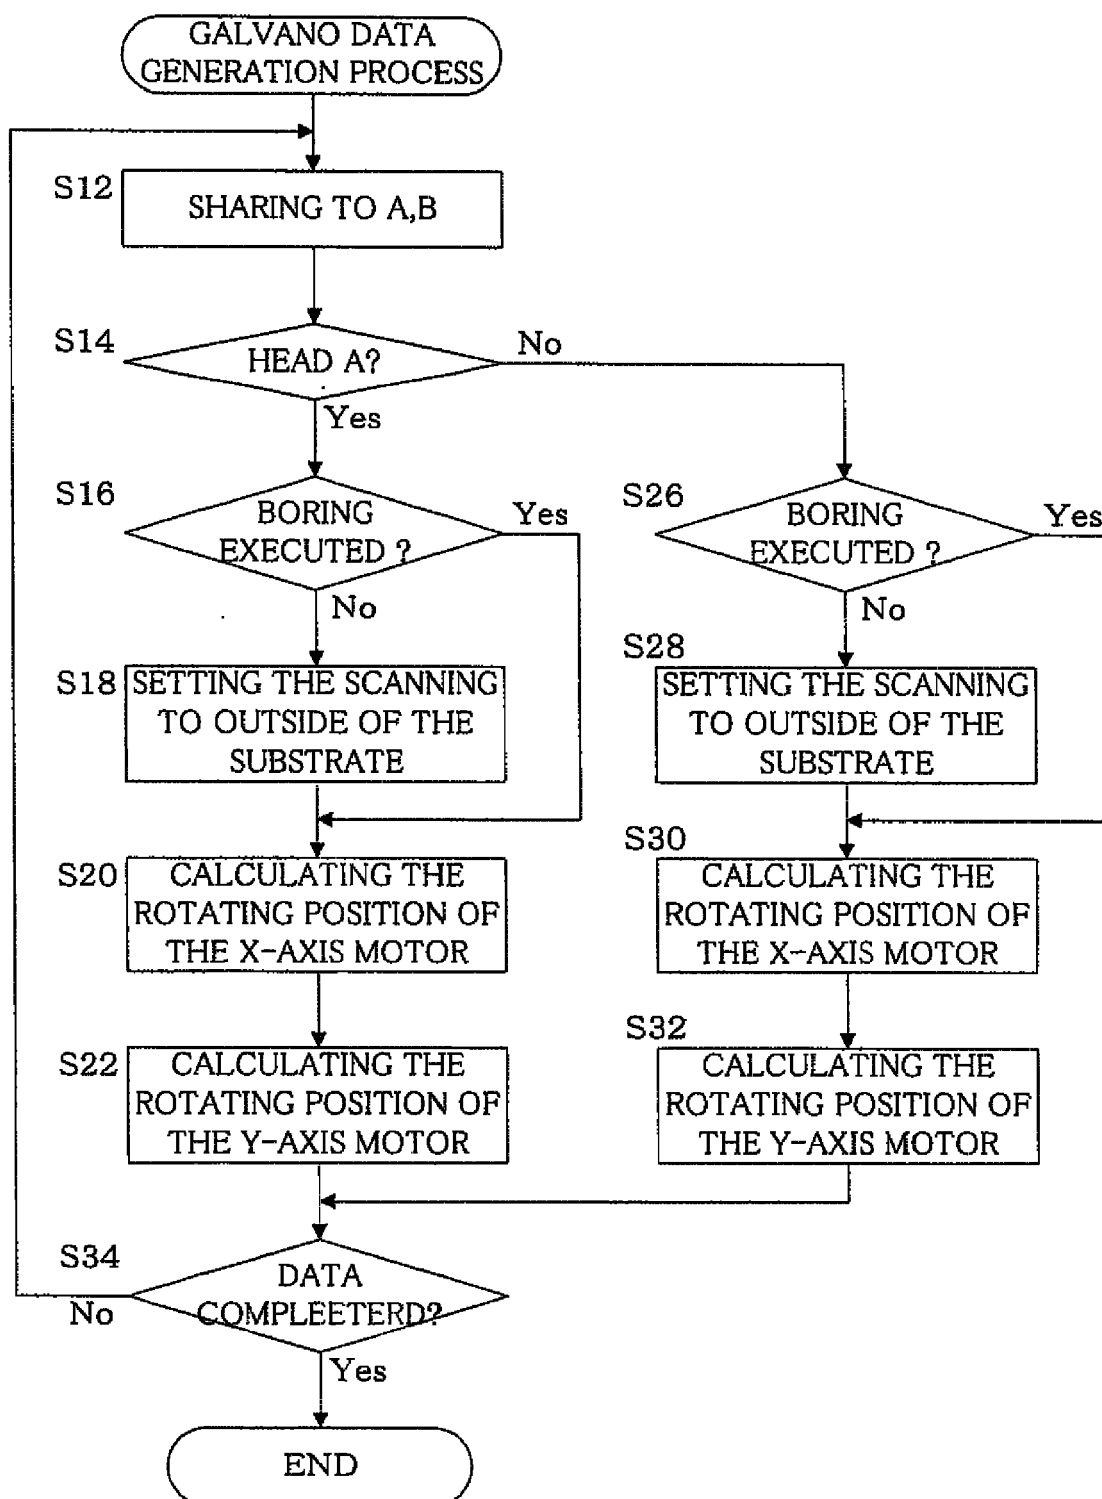 GALVANO DATA
GENERATION PROCESS
S12
SHARING TO A,B
S14
HEAD A?
No
Yes
S16
BORING
EXECUTED ?
Yes
No
S26
BORING
EXECUTED ?
Yes
No
S18
SETTING THE SCANNING
TO OUTSIDE OF THE
SUBSTRATE
S28
SETTING THE SCANNING
TO OUTSIDE OF THE
SUBSTRATE
S20
CALCULATING THE
ROTATING POSITION OF
THE X-AXIS MOTOR
S30
CALCULATING THE
ROTATING POSITION OF
THE X-AXIS MOTOR
S22
CALCULATING THE
ROTATING POSITION OF
THE Y-AXIS MOTOR
S32
CALCULATING THE
ROTATING POSITION OF
THE Y-AXIS MOTOR
S34
DATA
COMPLEETERD?
No
Yes
END